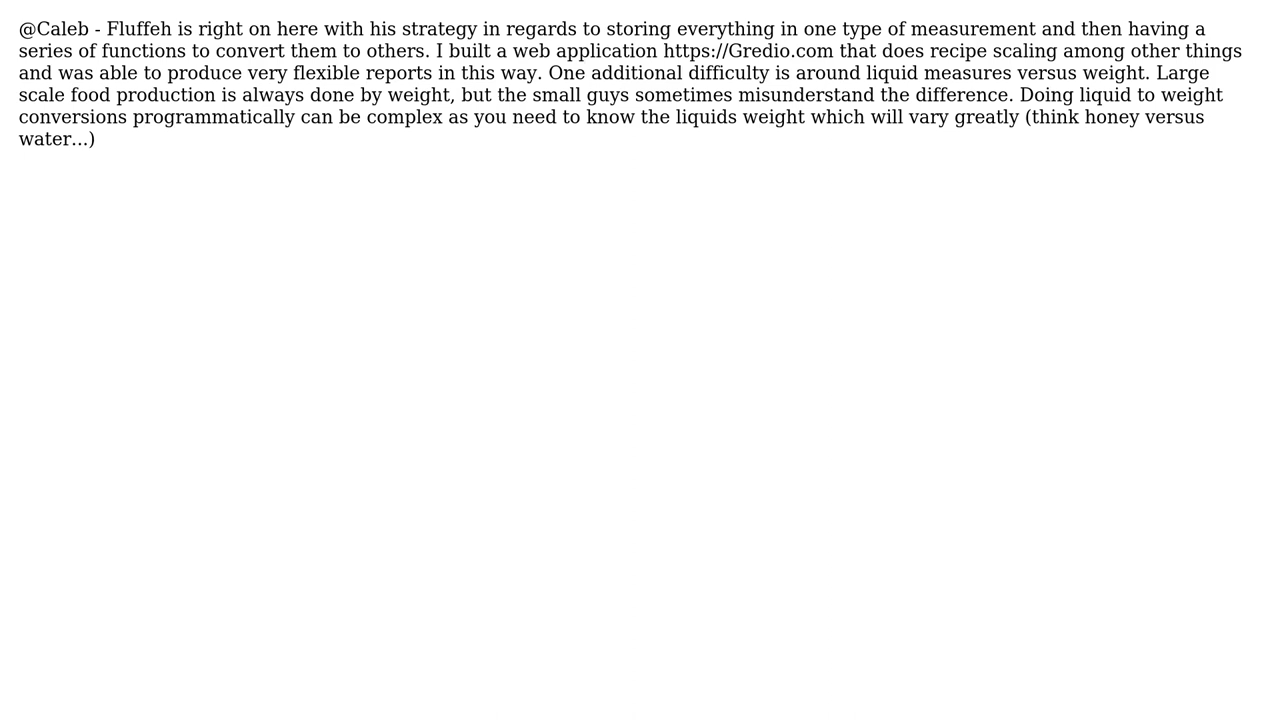 @Caleb - Fluffeh is right on here with his strategy in regards to storing everything in one type of measurement and then having a
series of functions to convert them to others. I built a web application https://Gredio.com that does recipe scaling among other things
and was able to produce very flexible reports in this way. One additional difficulty is around liquid measures versus weight. Large
scale food production is always done by weight, but the small guys sometimes misunderstand the difference. Doing liquid to weight
conversions programmatically can be complex as you need to know the liquids weight which will vary greatly (think honey versus
water...)